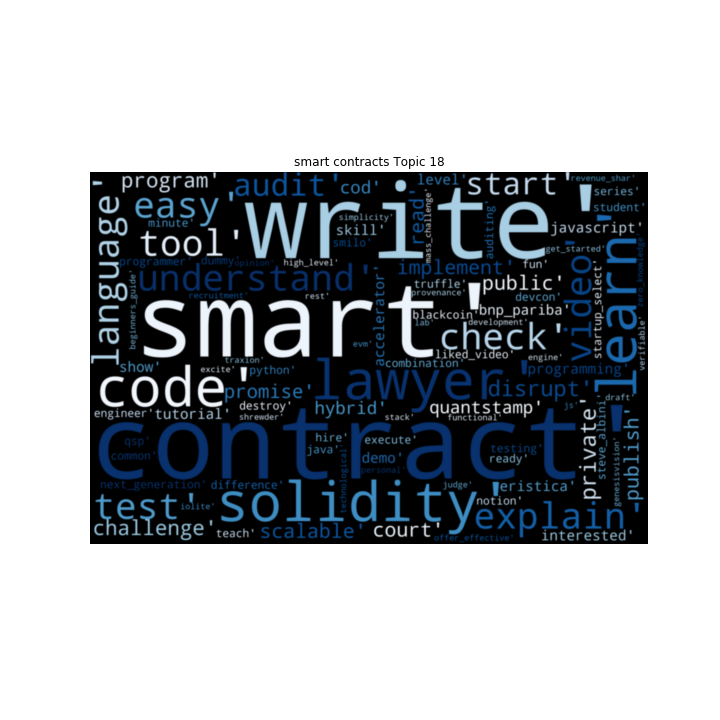 smart contracts Topic 18
program'
audit'
cod'
level'
start'
revenue_shar'
series'
student'
easy'
write'
read'
mass_challenge'
auditing'
simplicity'
skill'
smilo'
minute'
tool'
javascript'
get_started'
language'
beginners_guide'
programmer'
dummy'
opinion'
high_level'
implement'
fun'
video'
startup_select'
learn'
zero_knowledge'
verifiable'
understand'
recruitment'
rest'
accelerator'
truffle'
provenance'
public'
devcon'
smart'
blackcoin'
bnp_pariba'
lab'
development'
check'
evm'
liked_video'
combination'
engine'
traxion'
show'
excite'
python'
programming'
code'
promise'
lawyer'
disrupt'
draft'
js'
destroy'
shrewder'
hybrid'
quantstamp'
stack'
functional'
engineer'
tutorial'
contract'
qsp'
common'
hire'
java'
execute'
demo'
personal'
testing'
ready'
technological'
private'
steve_albini'
genesisvision'
publish'
next_generation'
difference'
judge'
eristica'
notion'
test'
iolite'
solidity'
explain'
challenge'
teach'
scalable'
court'
offer_effective'
interested'